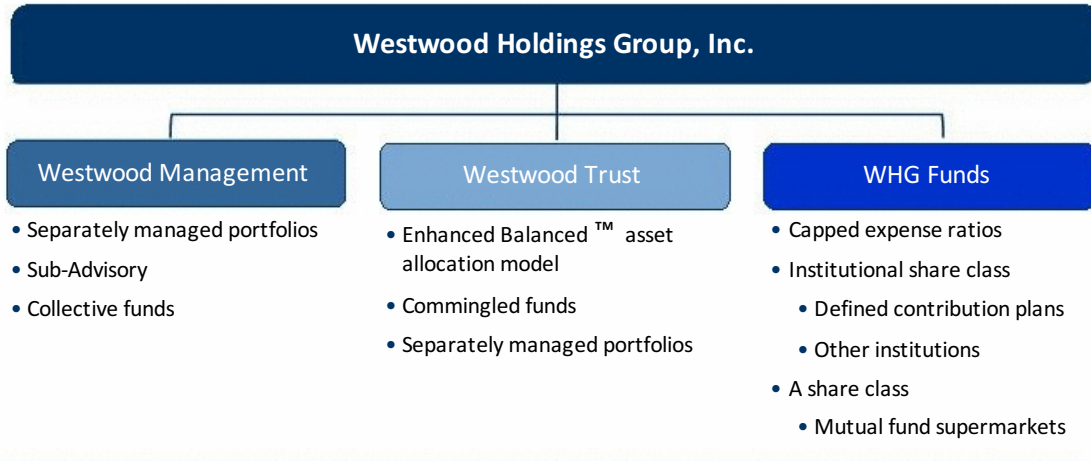 Westwood Holdings Group, Inc.
Westwood Management
• Separately managed portfolios
• Sub-Advisory
• Collective funds
Westwood Trust
• Enhanced Balanced ™ asset
allocation model
• Commingled funds
• Separately managed portfolios
WHG Funds
• Capped expense ratios
• Institutional share class
• Defined contribution plans
• Other institutions
• A share class
• Mutual fund supermarkets